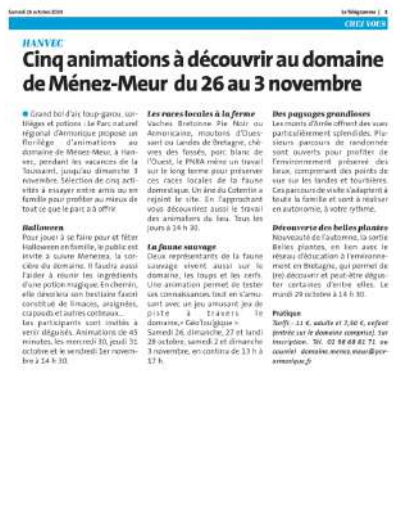 Samedi 26 octobre 2019
Le Télégramme | 3
CHEZ VOUS
HANVEC
Cinq animations à découvrir au domaine
de Ménez-Meur du 26 au 3 novembre
Grand bol d'air, loup-garou, sor-
tilèges et potions : Le Parc naturel
régional d'Armorique propose un
florilège d'animations au
domaine de Ménez-Meur, à Han-
vec, pendant les vacances de la
Toussaint, jusqu'au dimanche 3
novembre. Sélection de cinq acti-
vités à essayer entre amis ou en
famille pour profiter au mieux de
tout ce que le parc a à offrir.
Halloween
Pour jouer à se faire peur et fêter
Halloween en famille, le public est
invité à suivre Menezea, la sor-
cière du domaine. Il faudra aussi
l'aider à réunir les ingrédients
d'une potion magique. En chemin,
elle dévoilera son bestiaire favori
constitué de limaces, araignées,
crapauds et autres corbeaux…
Les participants sont invités à
venir déguisés. Animations de 45
minutes, les mercredi 30, jeudi 31
octobre et le vendredi 1er novem-
bre à 14 h 30.
Les races locales à la ferme
Vaches Bretonne Pie Noir ou
Armoricaine, moutons d'Oues-
sant ou Landes de Bretagne, chè-
vres des fossés, porc blanc de
l'Ouest, le PNRA mène un travail
sur le long terme pour préserver
ces races locales de la faune
domestique. Un âne du Cotentin a
rejoint le site. En l'approchant
vous découvrirez aussi le travail
des animaliers du lieu. Tous les
jours à 14 h 30.
La faune sauvage
Deux représentants de la faune
sauvage vivent aussi sur le
domaine, les loups et les cerfs.
Une animation permet de tester
ses connaissances tout en s'amu-
sant avec un jeu amusant jeu de
piste à travers le
domaine, « GéoTou(g)que ».
Samedi 26, dimanche, 27 et lundi
28 octobre, samedi 2 et dimanche
3 novembre, en continu de 13 h à
17 h.
Des paysages grandioses
Les monts d'Arrée offrent des vues
particulièrement splendides. Plu-
sieurs parcours de randonnée
sont ouverts pour profiter de
l'environnement préservé des
lieux, comprenant des points de
vue sur les landes et tourbières.
Ces parcours de visite s'adaptent à
toute la famille et sont à réaliser
en autonomie, à votre rythme.
Découverte des belles plantes
Nouveauté de l'automne, la sortie
Belles plantes, en lien avec le
réseau d'éducation à l'environne-
ment en Bretagne, qui permet de
(re) découvrir et peut-être dégus-
ter certaines d'entre elles. Le
mardi 29 octobre à 14 h 30.
Pratique
Tarifs : 11 €, adulte et 7,50 €, enfant
(entrée sur le domaine comprise). Sur
inscription. Tél. 02 98 68 81 71 ou
courriel domaine.menez.meur@pnr-
armorique.fr